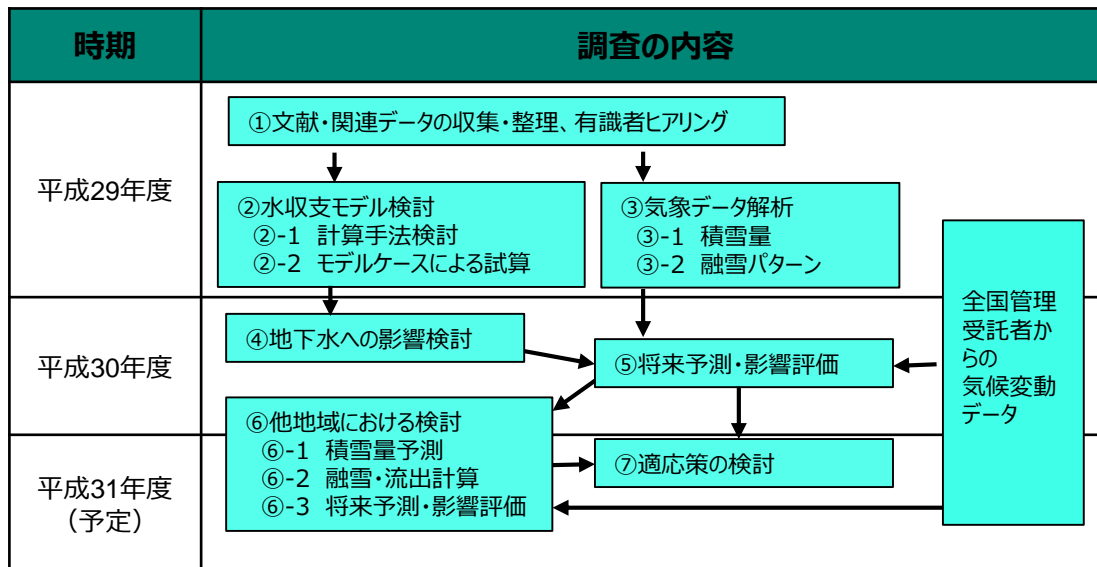 時期
調査の内容
平成29年度
①文献・関連データの収集・整理、有識者ヒアリング
②水収支モデル検討
②-1 計算手法検討
②-2 モデルケースによる試算
③気象データ解析
③-1 積雪量
③-2 融雪パターン
平成30年度
④地下水への影響検討
⑤将来予測・影響評価
全国管理
受託者か
らの
気候変動
データ
平成31年度
（予定）
⑥他地域における検討
⑥-1 積雪量予測
⑥-2 融雪・流出計算
⑥-3 将来予測・影響評価
⑦適応策の検討